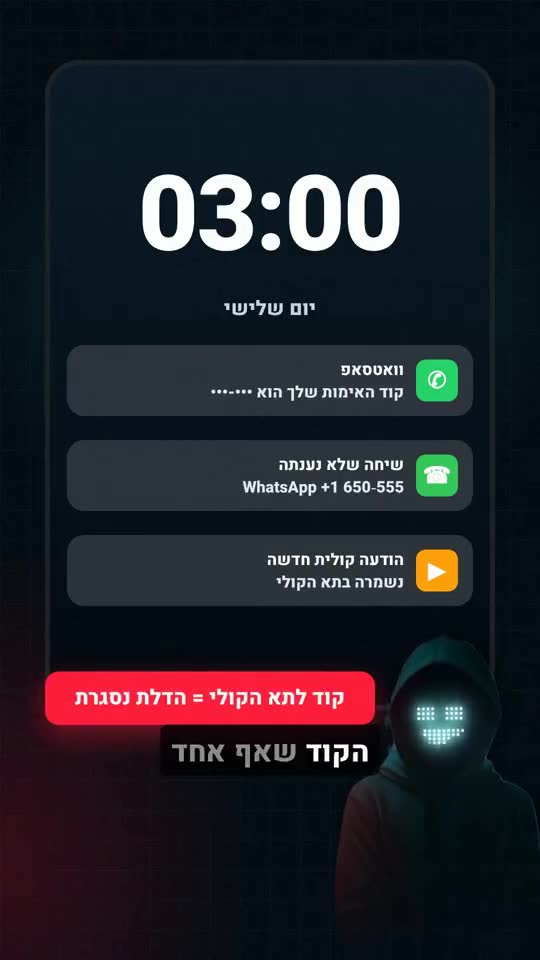 03:00
יום שלישי
וואטסאפ
קוד האימות שלך הוא •••-•••
שיחה שלא נענתה
WhatsApp +1 650-555
הודעה קולית חדשה
נשמרה בתא הקולי
קוד לתא הקולי = הדלת נסגרת
הקוד שאף אחד